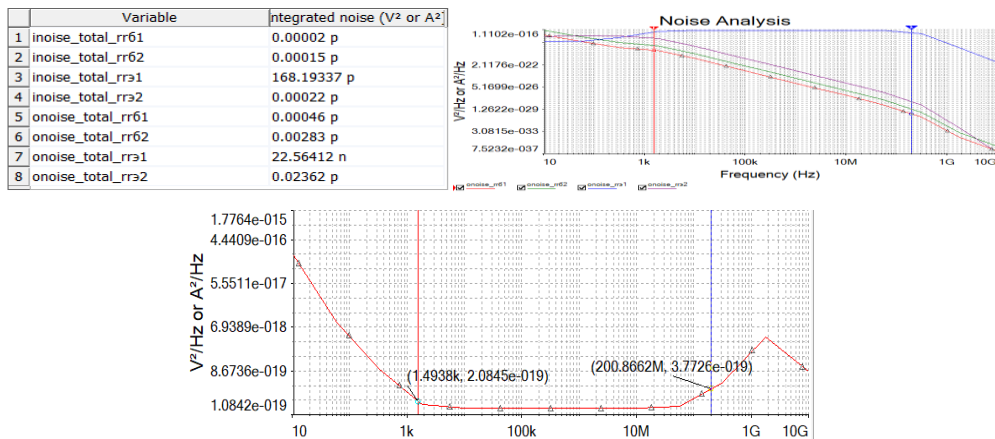 Variable
ntegrated noise (V² or A²
1 inoise_total_rrб1 0.00002 p
2 inoise_total_rrб2 0.00015 p
3 inoise_total_rrэ1 168.19337 p
4 inoise_total_rrэ2 0.00022 p
5 onoise_total_rrб1 0.00046 p
6 onoise_total_rrб2 0.00283 p
7 onoise_total_rrэ1 22.56412 n
8 onoise_total_rrэ2 0.02362 p
Noise Analysis
V²/Hz or A²/Hz
1.1102e-016
2.1176e-022
5.1699e-026
1.2622e-029
3.0815e-033
7.5232e-037
10 1k 100k 10M 1G 10G
Frequency (Hz)
onoise_rrб1 onoise_rrб2 onoise_rrэ1 onoise_rrэ2
V²/Hz or A²/Hz
1.7764e-015
4.4409e-016
5.5511e-017
6.9389e-018
8.6736e-019
1.0842e-019
(1.4938k, 2.0845e-019)
(200.8662M, 3.7726e-019)
10 1k 100k 10M 1G 10G